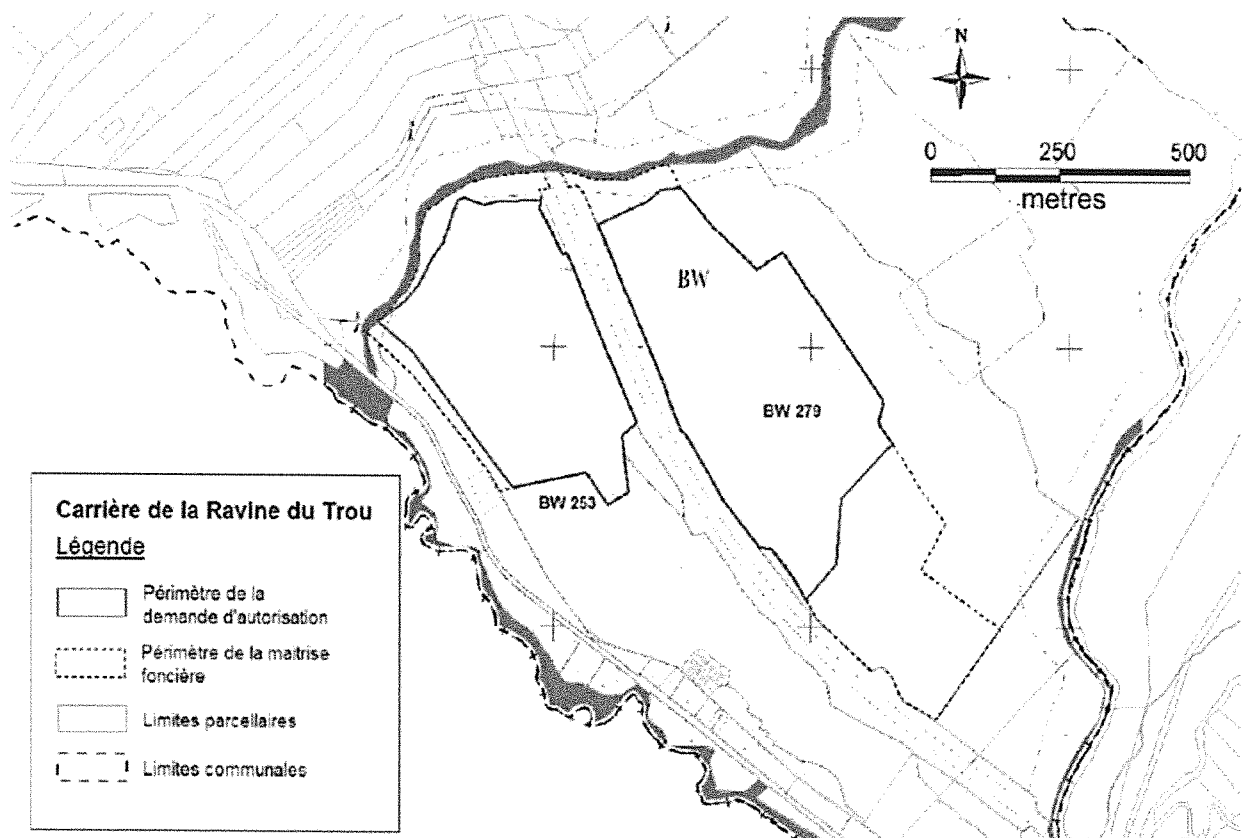 N
0 250 500
metres
BW
BW 279
BW 253
Carrière de la Ravine du Trou
Légende
Périmètre de la
demande d'autorisation
Périmètre de la maitrise
foncière
Limites parcellaires
Limites communales